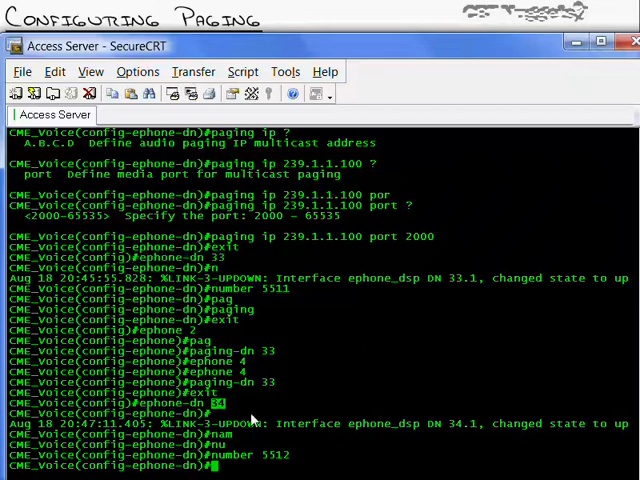 CONFIGURING PAGING
Access Server - SecureCRT
File Edit View Options Transfer Script Tools Help
Access Server
CME_Voice(config-ephone-dn)#paging ip ?
A.B.C.D Define audio paging IP multicast address
CME_Voice(config-ephone-dn)#paging ip 239.1.1.100 ?
port Define media port for multicast paging
CME_Voice(config-ephone-dn)#paging ip 239.1.1.100 por
CME_Voice(config-ephone-dn)#paging ip 239.1.1.100 port ?
<2000-65535> Specify the port: 2000 - 65535
CME_Voice(config-ephone-dn)#paging ip 239.1.1.100 port 2000
CME_Voice(config-ephone-dn)#exit
CME_Voice(config)#ephone-dn 33
CME_Voice(config-ephone-dn)#n
Aug 18 20:45:55.828: %LINK-3-UPDOWN: Interface ephone_dsp DN 33.1, changed state to up
CME_Voice(config-ephone-dn)#number 5511
CME_Voice(config-ephone-dn)#pag
CME_Voice(config-ephone-dn)#paging
CME_Voice(config-ephone-dn)#exit
CME_Voice(config)#ephone 2
CME_Voice(config-ephone)#pag
CME_Voice(config-ephone)#paging-dn 33
CME_Voice(config-ephone)#ephone 4
CME_Voice(config-ephone)#ephone 4
CME_Voice(config-ephone)#paging-dn 33
CME_Voice(config-ephone)#exit
CME_Voice(config)#ephone-dn 34
CME_Voice(config-ephone-dn)#
Aug 18 20:47:11.405: %LINK-3-UPDOWN: Interface ephone_dsp DN 34.1, changed state to up
CME_Voice(config-ephone-dn)#nam
CME_Voice(config-ephone-dn)#nu
CME_Voice(config-ephone-dn)#number 5512
CME_Voice(config-ephone-dn)#